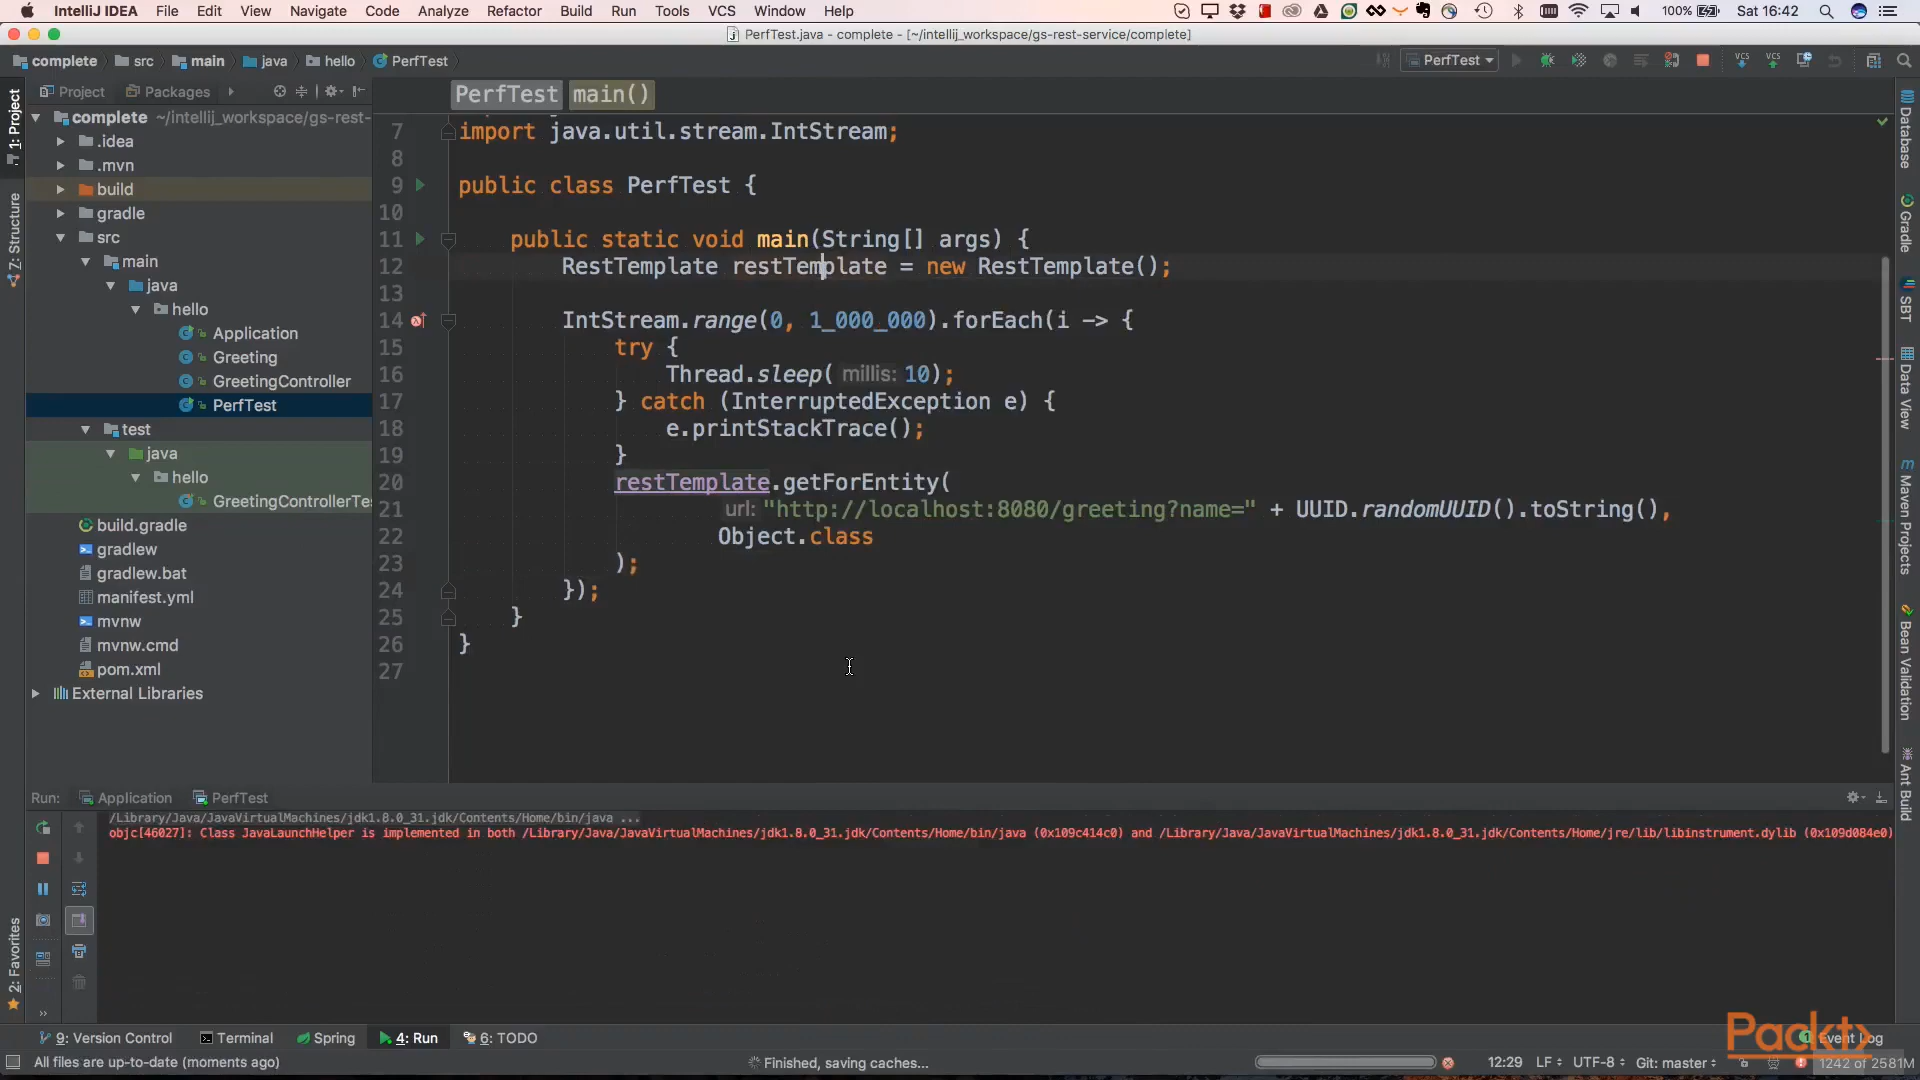 IntelliJ IDEA File Edit View Navigate Code Analyze Refactor Build Run Tools VCS Window Help 100% Sat 16:42
PerfTest.java - complete - [~/intellij_workspace/gs-rest-service/complete]
complete src main java hello PerfTest PerfTest
Project Packages
PerfTest main()
complete ~/intellij_workspace/gs-rest-
.idea
.mvn
build
gradle
src
main
java
hello
Application
Greeting
GreetingController
PerfTest
test
java
hello
GreetingControllerTes
build.gradle
gradlew
gradlew.bat
manifest.yml
mvnw
mvnw.cmd
pom.xml
External Libraries
1: Project
Z: Structure
2: Favorites
7 import java.util.stream.IntStream;
8
9 public class PerfTest {
10
11 public static void main(String[] args) {
12 RestTemplate restTemplate = new RestTemplate();
13
14 IntStream.range(0, 1_000_000).forEach(i -> {
15 try {
16 Thread.sleep( millis: 10);
17 } catch (InterruptedException e) {
18 e.printStackTrace();
19 }
20 restTemplate.getForEntity(
21 url: "http://localhost:8080/greeting?name=" + UUID.randomUUID().toString(),
22 Object.class
23 );
24 });
25 }
26 }
27
Database
Gradle
SBT
Data View
Maven Projects
Bean Validation
Ant Build
Run: Application PerfTest
/Library/Java/JavaVirtualMachines/jdk1.8.0_31.jdk/Contents/Home/bin/java ...
objc[46027]: Class JavaLaunchHelper is implemented in both /Library/Java/JavaVirtualMachines/jdk1.8.0_31.jdk/Contents/Home/bin/java (0x109c414c0) and /Library/Java/JavaVirtualMachines/jdk1.8.0_31.jdk/Contents/Home/jre/lib/libinstrument.dylib (0x109d084e0)
9: Version Control Terminal Spring 4: Run 6: TODO Event Log
Packt
All files are up-to-date (moments ago) Finished, saving caches... 12:29 LF UTF-8 Git: master 1242 of 2581M